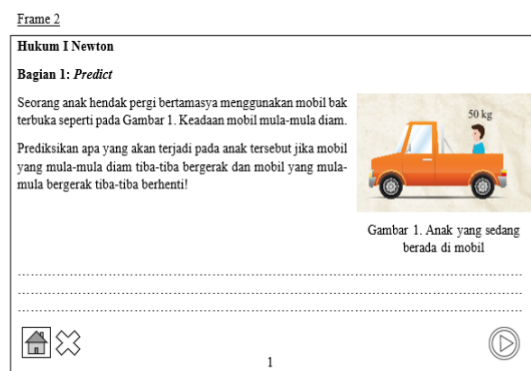 Frame 2
Hukum I Newton
Bagian 1: Predict
Seorang anak hendak pergi bertamasya menggunakan mobil bak
terbuka seperti pada Gambar 1. Keadaan mobil mula-mula diam.
Prediksikan apa yang akan terjadi pada anak tersebut jika mobil
yang mula-mula diam tiba-tiba bergerak dan mobil yang mula-
mula bergerak tiba-tiba berhenti!
50 kg
Gambar 1. Anak yang sedang
berada di mobil
1